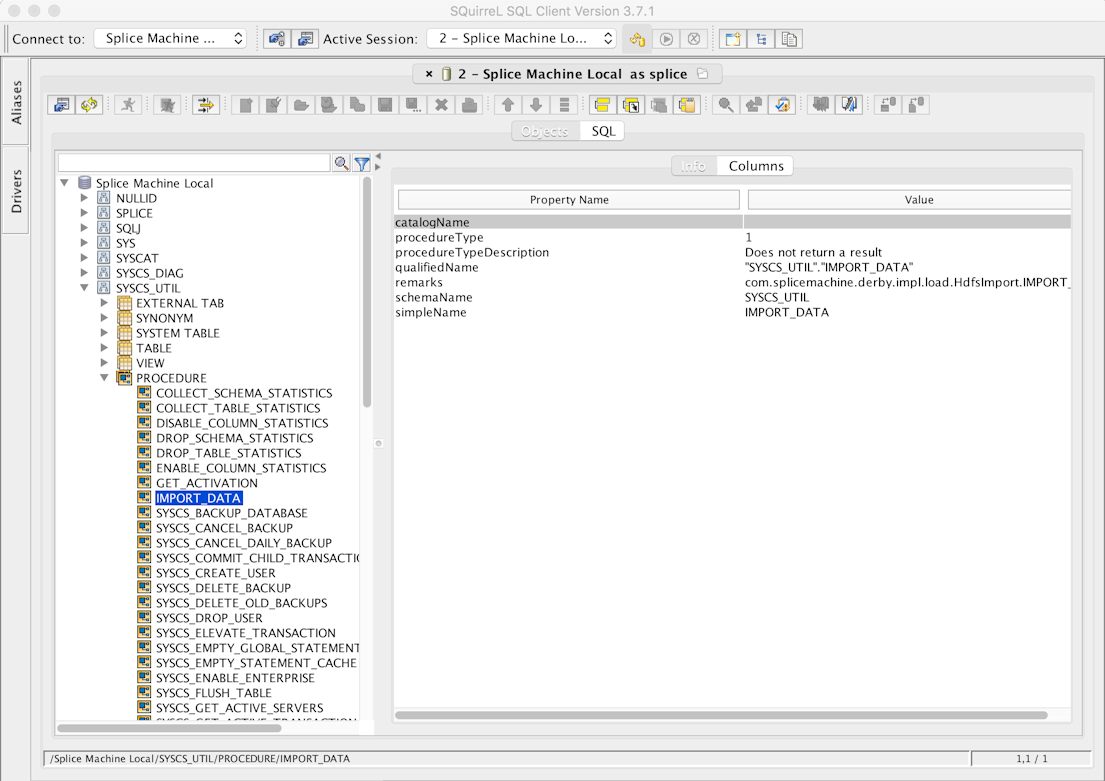 SQuirreL SQL Client Version 3.7.1
Connect to: Splice Machine ... Active Session: 2 - Splice Machine Lo...
× 2 - Splice Machine Local as splice
Objects SQL
Aliases
Drivers
Info Columns
Splice Machine Local
NULLID
SPLICE
SQLJ
SYS
SYSCAT
SYSCS_DIAG
SYSCS_UTIL
EXTERNAL TAB
SYNONYM
SYSTEM TABLE
TABLE
VIEW
PROCEDURE
COLLECT_SCHEMA_STATISTICS
COLLECT_TABLE_STATISTICS
DISABLE_COLUMN_STATISTICS
DROP_SCHEMA_STATISTICS
DROP_TABLE_STATISTICS
ENABLE_COLUMN_STATISTICS
GET_ACTIVATION
IMPORT_DATA
SYSCS_BACKUP_DATABASE
SYSCS_CANCEL_BACKUP
SYSCS_CANCEL_DAILY_BACKUP
SYSCS_COMMIT_CHILD_TRANSACTIO
SYSCS_CREATE_USER
SYSCS_DELETE_BACKUP
SYSCS_DELETE_OLD_BACKUPS
SYSCS_DROP_USER
SYSCS_ELEVATE_TRANSACTION
SYSCS_EMPTY_GLOBAL_STATEMENT
SYSCS_EMPTY_STATEMENT_CACHE
SYSCS_ENABLE_ENTERPRISE
SYSCS_FLUSH_TABLE
SYSCS_GET_ACTIVE_SERVERS
Property Name Value
catalogName
procedureType 1
procedureTypeDescription Does not return a result
qualifiedName "SYSCS_UTIL"."IMPORT_DATA"
remarks com.splicemachine.derby.impl.load.HdfsImport.IMPORT_
schemaName SYSCS_UTIL
simpleName IMPORT_DATA
/Splice Machine Local/SYSCS_UTIL/PROCEDURE/IMPORT_DATA 1,1 / 1